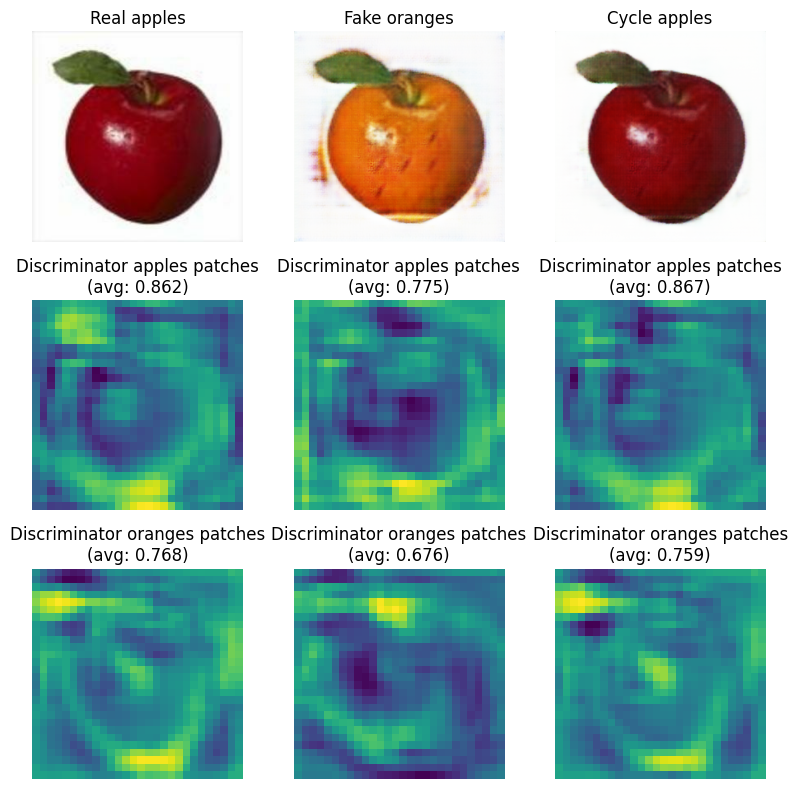 Real apples
Fake oranges
Cycle apples
Discriminator apples patches
(avg: 0.862)
Discriminator apples patches
(avg: 0.775)
Discriminator apples patches
(avg: 0.867)
Discriminator oranges patches
(avg: 0.768)
Discriminator oranges patches
(avg: 0.676)
Discriminator oranges patches
(avg: 0.759)